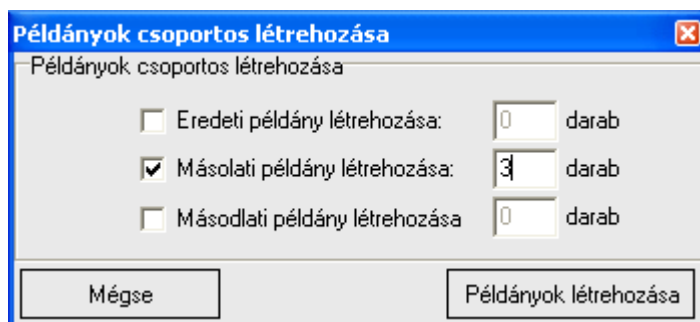 Példányok csoportos létrehozása
Példányok csoportos létrehozása
Eredeti példány létrehozása: 0 darab
Másolati példány létrehozása: 3 darab
Másodlati példány létrehozása 0 darab
Mégse Példányok létrehozása